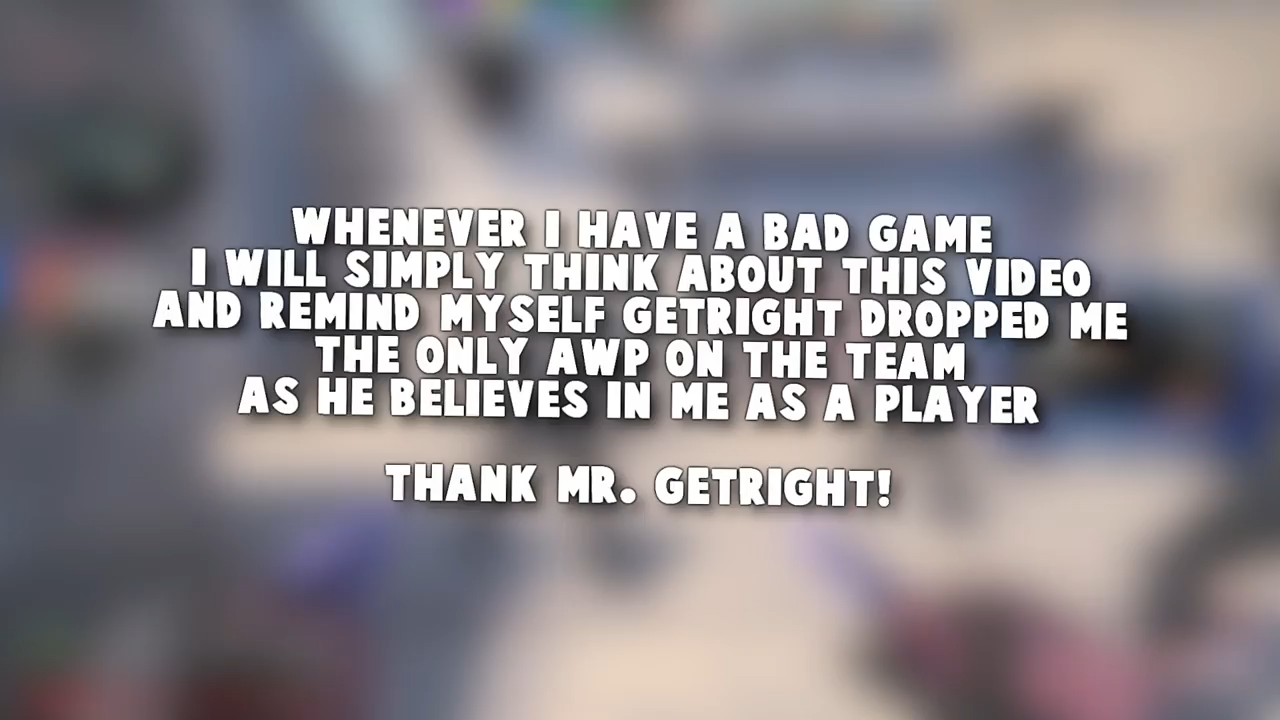 WHENEVER I HAVE A BAD GAME
I WILL SIMPLY THINK ABOUT THIS VIDEO
AND REMIND MYSELF GETRIGHT DROPPED ME
THE ONLY AWP ON THE TEAM
AS HE BELIEVES IN ME AS A PLAYER
THANK MR. GETRIGHT!